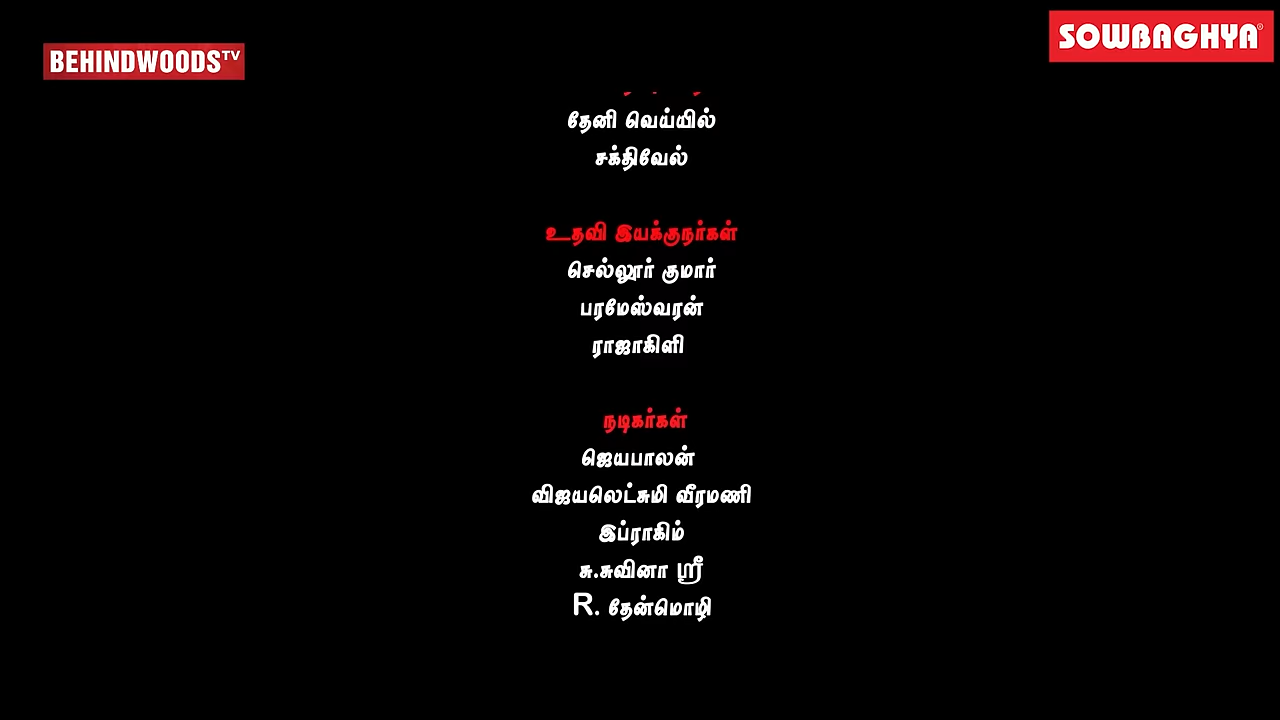 BEHINDWOODS TV
SOWBAGHYA®
தேனி வெய்யில்
சக்திவேல்
உதவி இயக்குநர்கள்
செல்லூர் குமார்
பரமேஸ்வரன்
ராஜாகிளி
நடிகர்கள்
ஜெயபாலன்
விஜயலெட்சுமி வீரமணி
இப்ராகிம்
சு.சுவினா ஸ்ரீ
R. தேன்மொழி